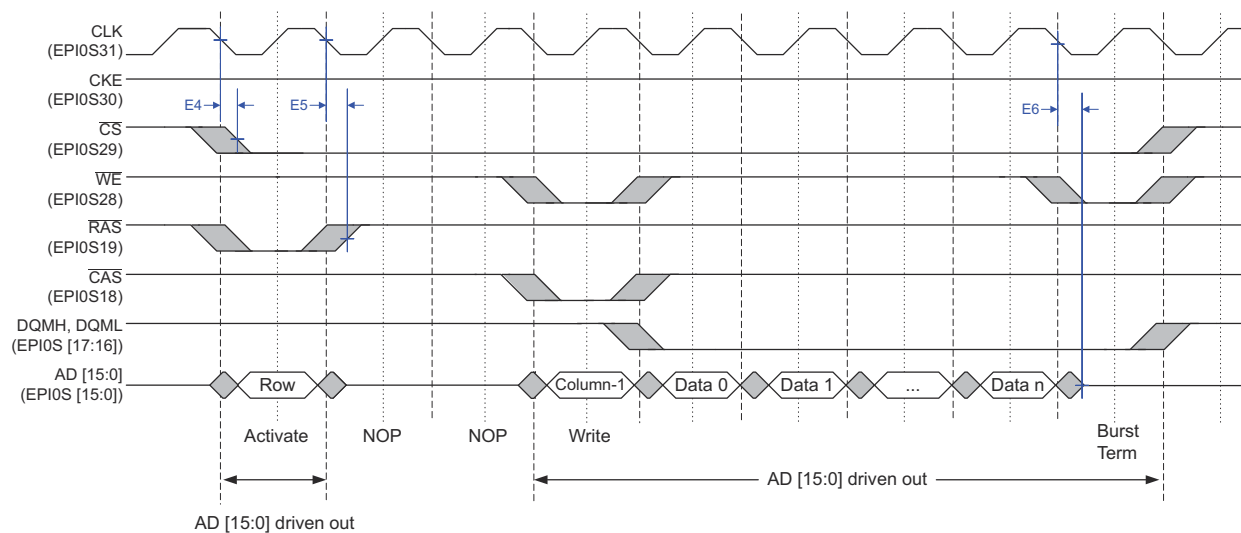 CLK
(EPI0S31)
CKE
(EPI0S30)
E4
E5
E6
CS
(EPI0S29)
WE
(EPI0S28)
RAS
(EPI0S19)
CAS
(EPI0S18)
DQMH, DQML
(EPI0S [17:16])
AD [15:0]
(EPI0S [15:0])
Row
Column-1
Data 0
Data 1
...
Data n
Activate
NOP
NOP
Write
Burst
Term
AD [15:0] driven out
AD [15:0] driven out